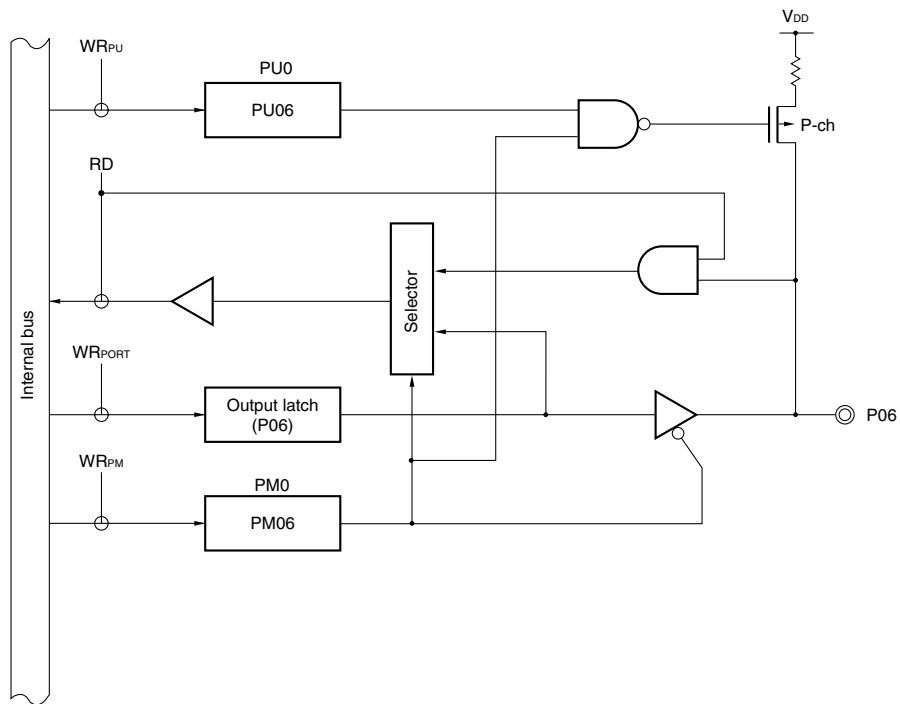 VDD
WRPU
PU0
PU06
P-ch
RD
Selector
Internal bus
WRPORT
Output latch
(P06)
P06
WRPM
PM0
PM06